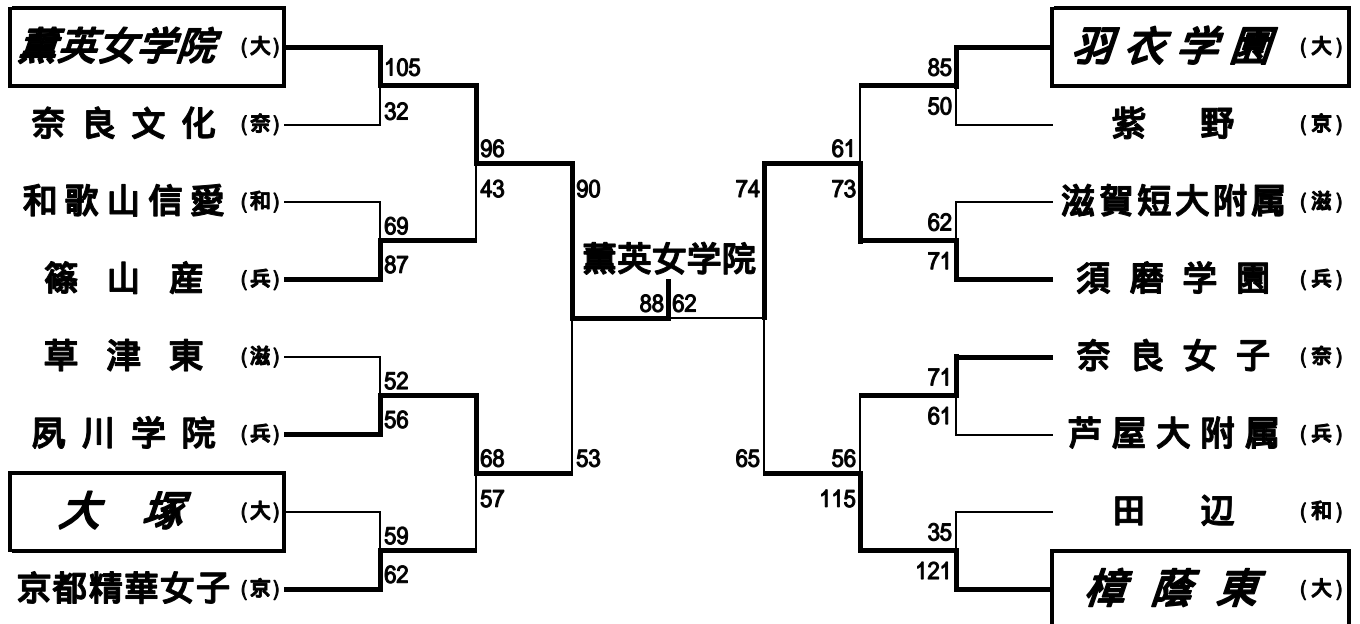 薫英女学院 (大)
105
32
奈良文化 (奈)
96
43
和歌山信愛 (和)
69
87
篠山産 (兵)
90
53
草津東 (滋)
52
56
夙川学院 (兵)
68
57
大塚 (大)
59
62
京都精華女子 (京)
薫英女学院
88 62
羽衣学園 (大)
85
50
紫野 (京)
61
73
滋賀短大附属 (滋)
62
71
須磨学園 (兵)
74
65
奈良女子 (奈)
71
61
芦屋大附属 (兵)
56
115
田辺 (和)
35
121
樟蔭東 (大)